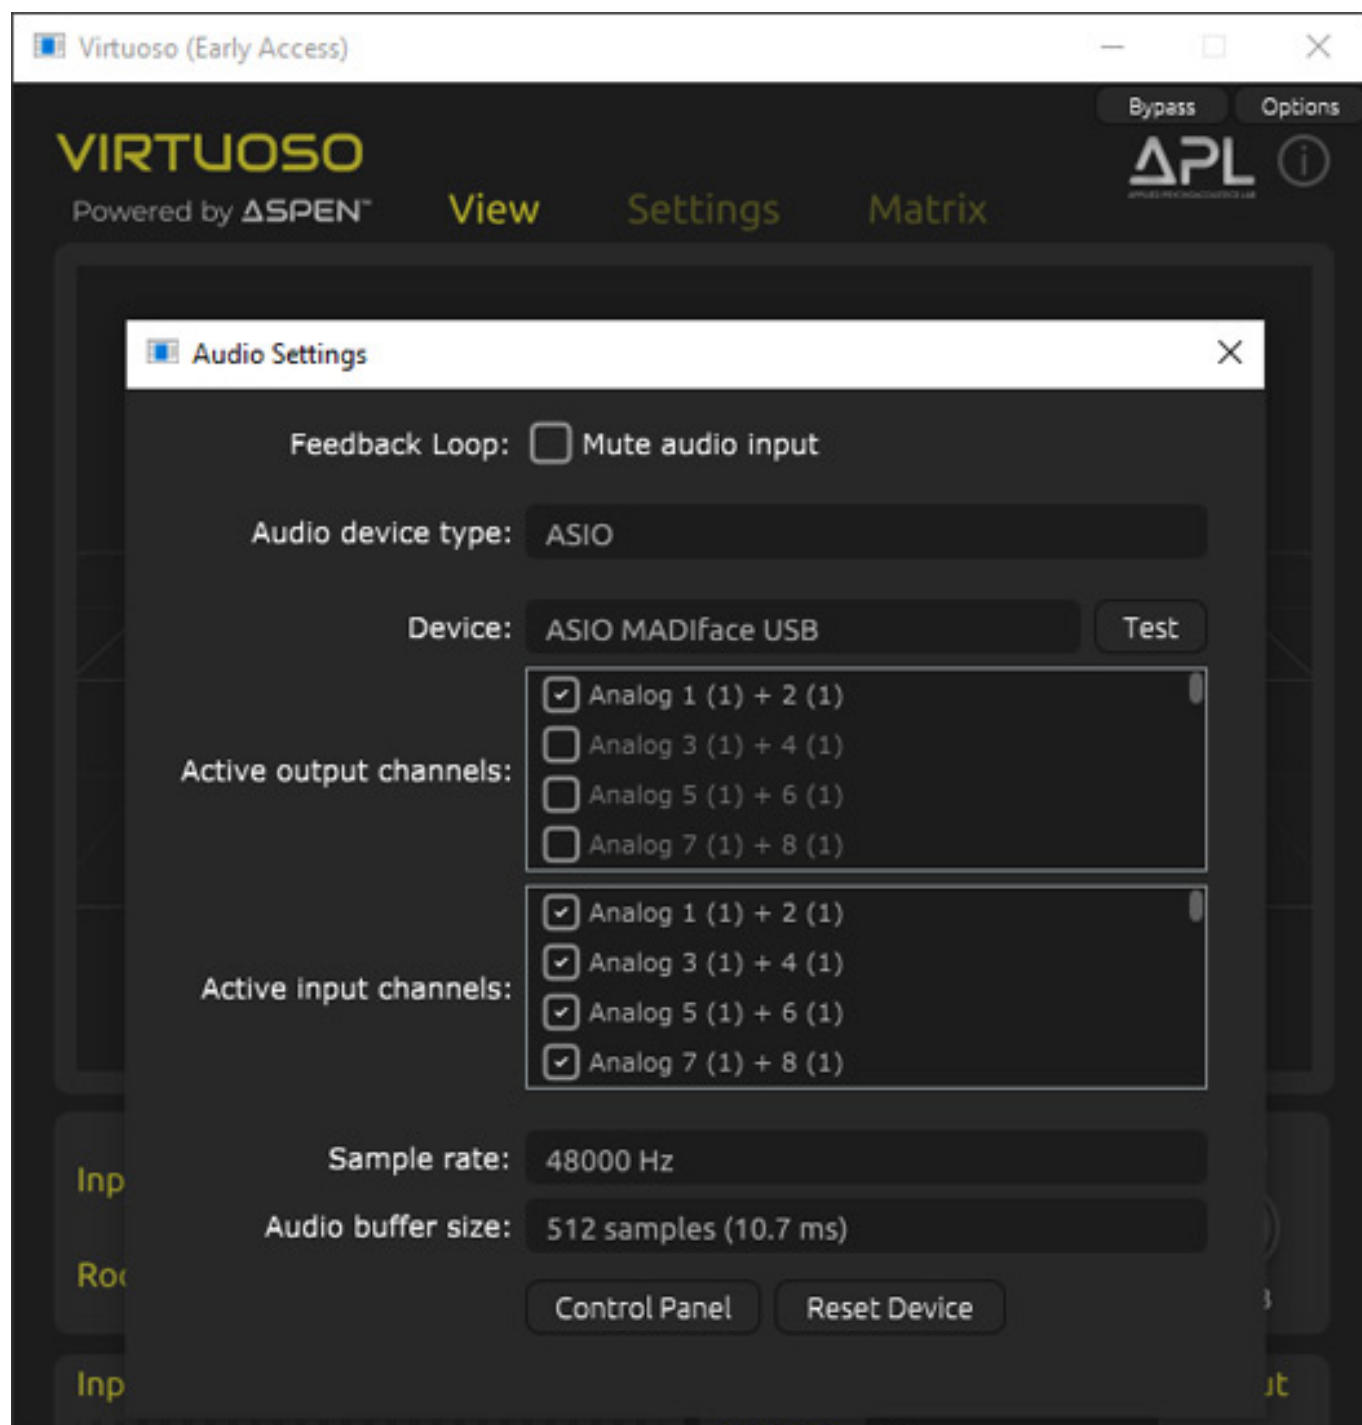 Virtuoso (Early Access)
Bypass Options
VIRTUOSO
APL
Powered by ASPEN™
View Settings Matrix
Audio Settings
Feedback Loop: Mute audio input
Audio device type: ASIO
Device: ASIO MADIface USB Test
Active output channels:
Analog 1 (1) + 2 (1)
Analog 3 (1) + 4 (1)
Analog 5 (1) + 6 (1)
Analog 7 (1) + 8 (1)
Active input channels:
Analog 1 (1) + 2 (1)
Analog 3 (1) + 4 (1)
Analog 5 (1) + 6 (1)
Analog 7 (1) + 8 (1)
Inp
Sample rate: 48000 Hz
Audio buffer size: 512 samples (10.7 ms)
Control Panel Reset Device
Inp
ut